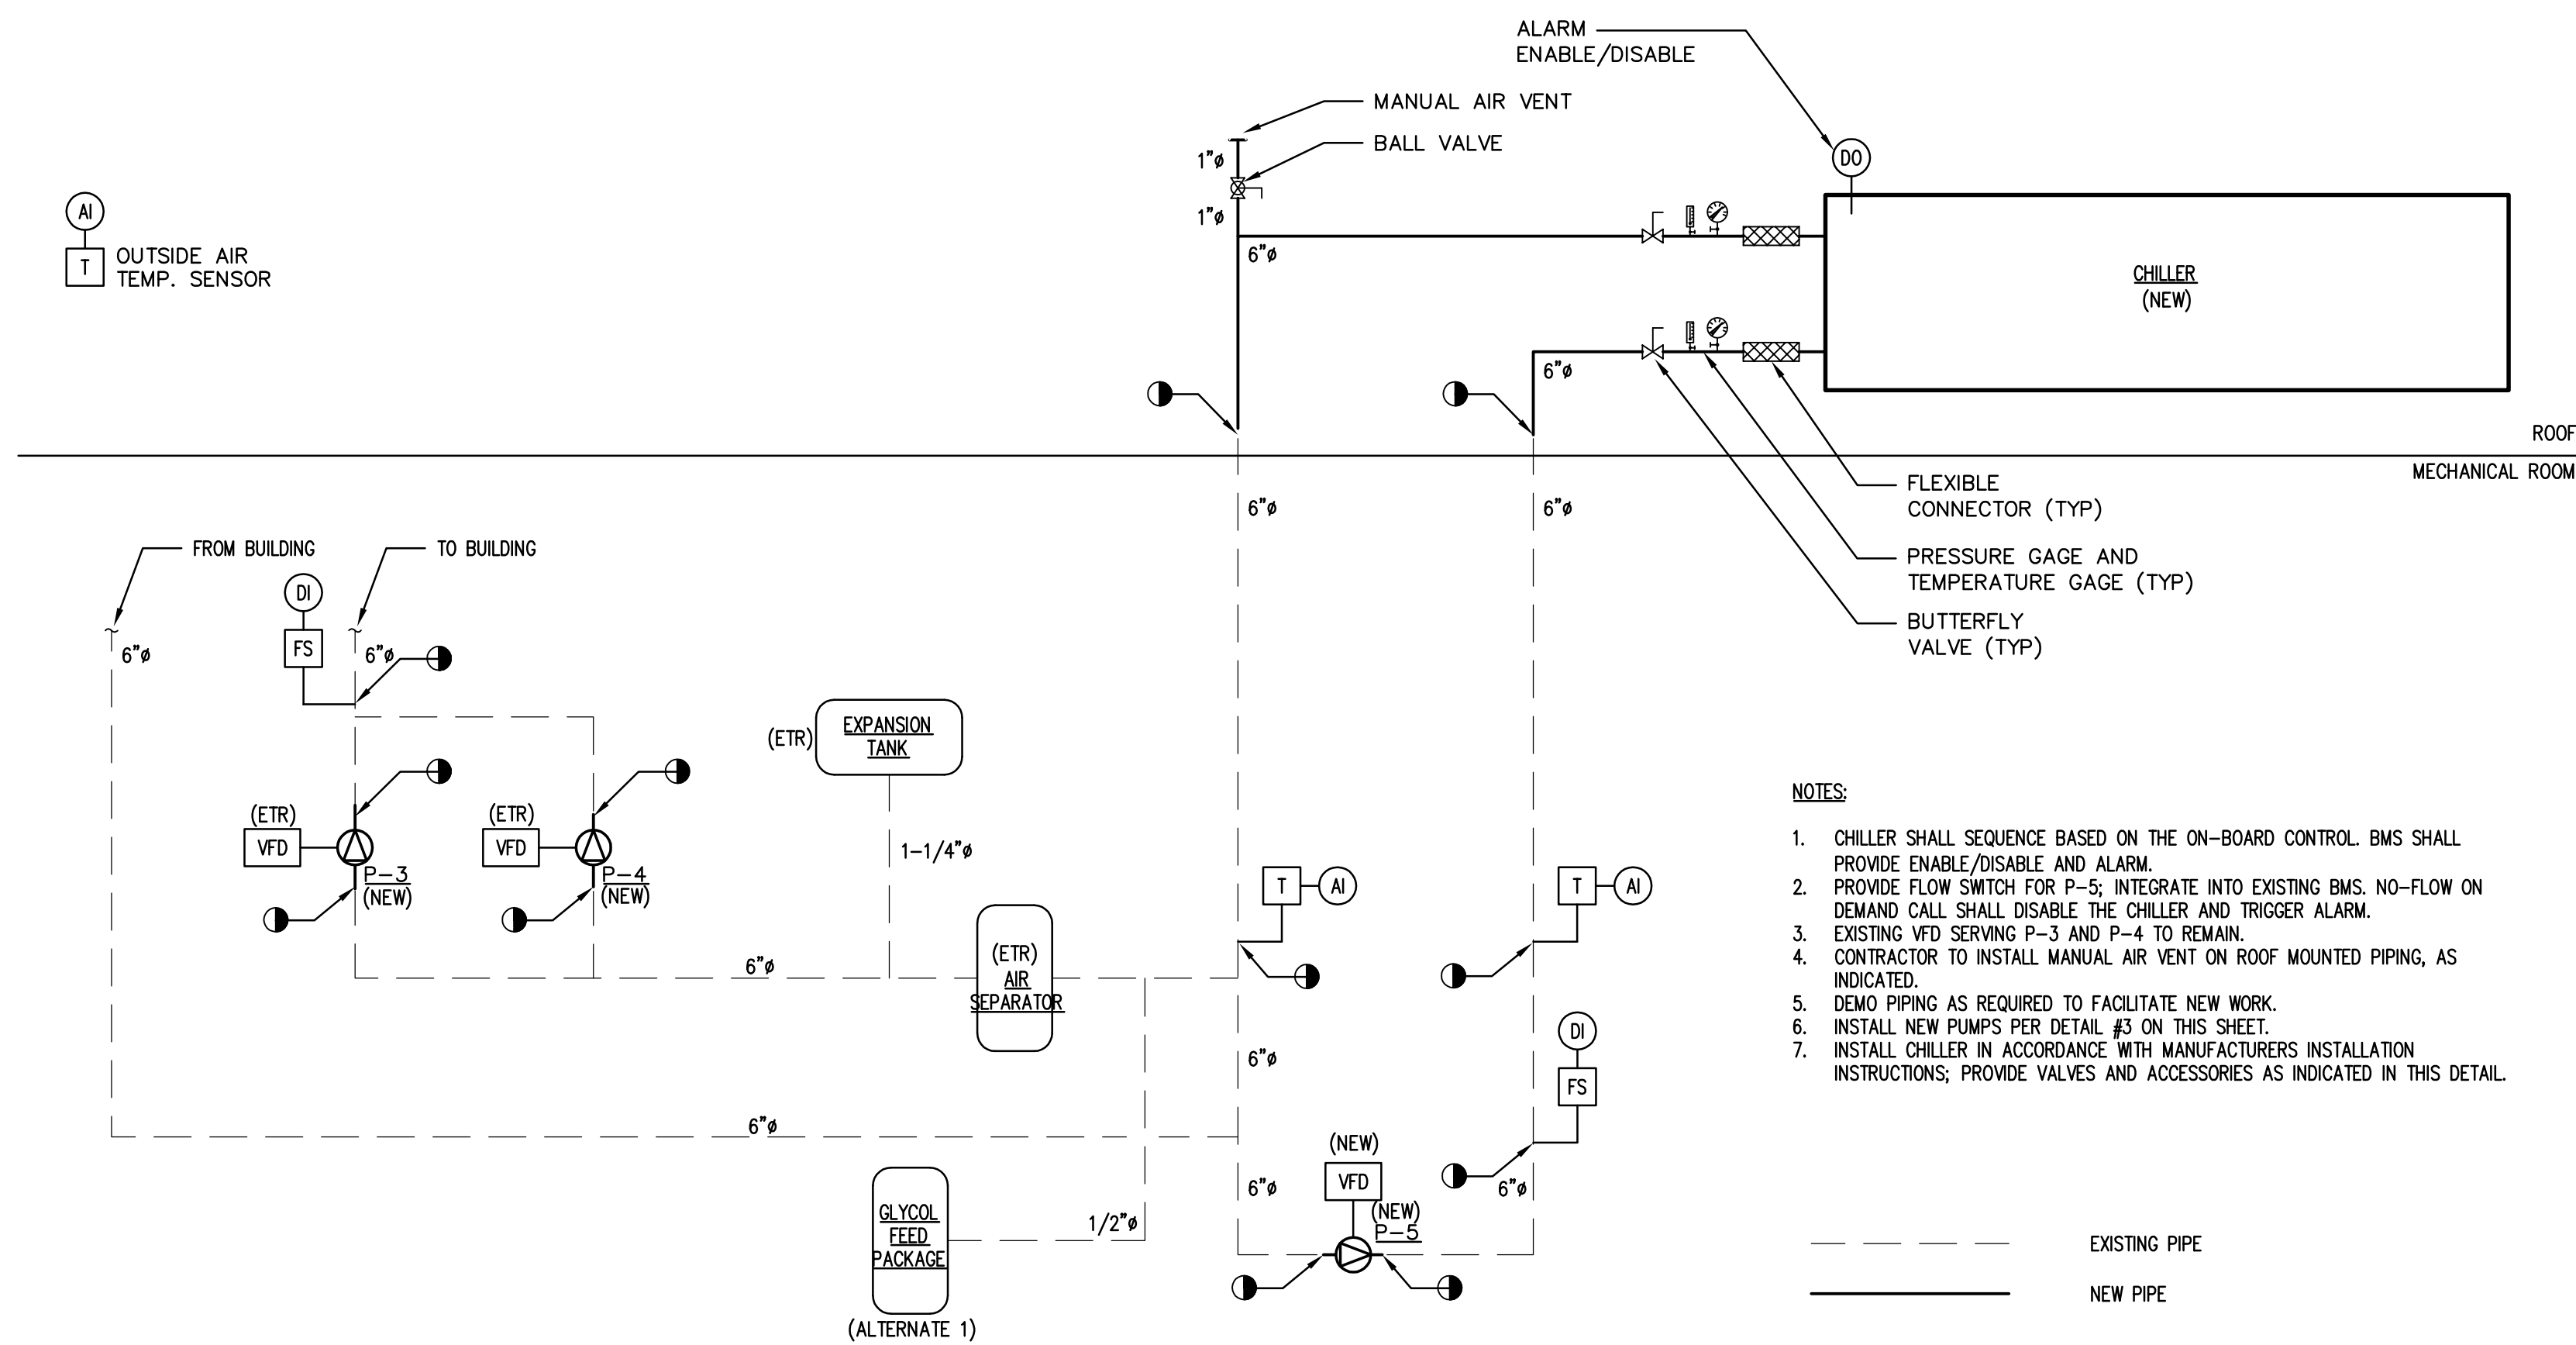 ALARM
ENABLE/DISABLE
MANUAL AIR VENT
BALL VALVE
1"ø
1"ø
DO
AI
T
OUTSIDE AIR
TEMP. SENSOR
6"ø
CHILLER
(NEW)
6"ø
ROOF
MECHANICAL ROOM
6"ø
6"ø
FLEXIBLE
CONNECTOR (TYP)
PRESSURE GAGE AND
TEMPERATURE GAGE (TYP)
BUTTERFLY
VALVE (TYP)
FROM BUILDING
TO BUILDING
DI
FS
6"ø
6"ø
(ETR)
EXPANSION
TANK
(ETR)
VFD
P-3
(NEW)
(ETR)
VFD
P-4
(NEW)
1-1/4"ø
T
AI
T
AI
6"ø
(ETR)
AIR
SEPARATOR
DI
FS
6"ø
6"ø
6"ø
6"ø
(NEW)
VFD
(NEW)
P-5
GLYCOL
FEED
PACKAGE
1/2"ø
(ALTERNATE 1)
NOTES:
1. CHILLER SHALL SEQUENCE BASED ON THE ON-BOARD CONTROL. BMS SHALL
PROVIDE ENABLE/DISABLE AND ALARM.
2. PROVIDE FLOW SWITCH FOR P-5; INTEGRATE INTO EXISTING BMS. NO-FLOW ON
DEMAND CALL SHALL DISABLE THE CHILLER AND TRIGGER ALARM.
3. EXISTING VFD SERVING P-3 AND P-4 TO REMAIN.
4. CONTRACTOR TO INSTALL MANUAL AIR VENT ON ROOF MOUNTED PIPING, AS
INDICATED.
5. DEMO PIPING AS REQUIRED TO FACILITATE NEW WORK.
6. INSTALL NEW PUMPS PER DETAIL #3 ON THIS SHEET.
7. INSTALL CHILLER IN ACCORDANCE WITH MANUFACTURERS INSTALLATION
INSTRUCTIONS; PROVIDE VALVES AND ACCESSORIES AS INDICATED IN THIS DETAIL.
EXISTING PIPE
NEW PIPE